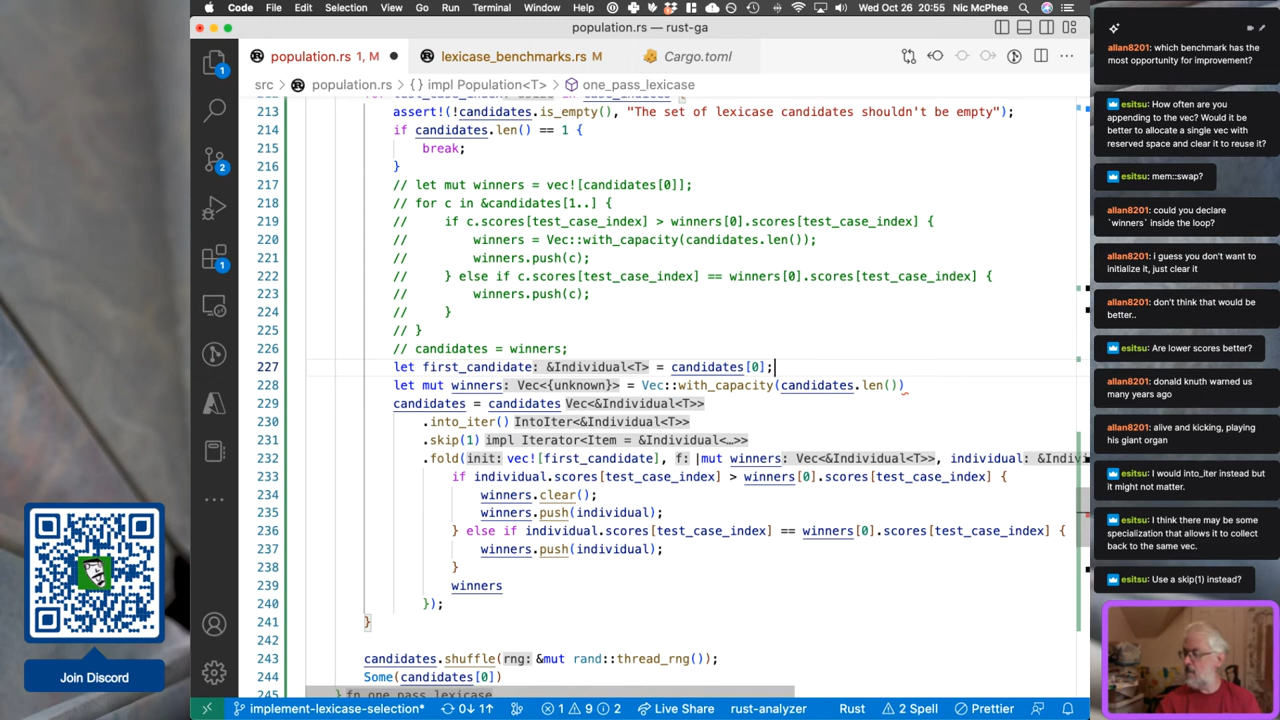 Code File Edit Selection View Go Run Terminal Window Help Wed Oct 26 20:55 Nic McPhee
population.rs — rust-ga
population.rs 1, M
lexicase_benchmarks.rs M
Cargo.toml
src > population.rs > {} impl Population<T> > one_pass_lexicase
213 assert!(!candidates.is_empty(), "The set of lexicase candidates shouldn't be empty");
214 if candidates.len() == 1 {
215 break;
216 }
217 // let mut winners = vec![candidates[0]];
218 // for c in &candidates[1..] {
219 //     if c.scores[test_case_index] > winners[0].scores[test_case_index] {
220 //         winners = Vec::with_capacity(candidates.len());
221 //         winners.push(c);
222 //     } else if c.scores[test_case_index] == winners[0].scores[test_case_index] {
223 //         winners.push(c);
224 //     }
225 // }
226 // candidates = winners;
227 let first_candidate: &Individual<T> = candidates[0];
228 let mut winners: Vec<{unknown}> = Vec::with_capacity(candidates.len())
229 candidates = candidates Vec<&Individual<T>>
230 .into_iter() IntoIter<&Individual<T>>
231 .skip(1) impl Iterator<Item = &Individual<…>>
232 .fold(init: vec![first_candidate], f: |mut winners: Vec<&Individual<T>>, individual: &Indivi
233 if individual.scores[test_case_index] > winners[0].scores[test_case_index] {
234 winners.clear();
235 winners.push(individual);
236 } else if individual.scores[test_case_index] == winners[0].scores[test_case_index] {
237 winners.push(individual);
238 }
239 winners
240 });
241 }
242
243 candidates.shuffle(rng: &mut rand::thread_rng());
244 Some(candidates[0])
245 } fn one_pass_lexicase
implement-lexicase-selection* 0↓ 1↑ 1 9 2 Live Share rust-analyzer Rust 2 Spell Prettier
1
2
1
Join Discord
allan8201: which benchmark has the
most opportunity for improvement?
esitsu: How often are you
appending to the vec? Would it be
better to allocate a single vec with
reserved space and clear it to reuse it?
esitsu: mem::swap?
allan8201: could you declare
`winners` inside the loop?
allan8201: i guess you don't want to
initialize it, just clear it
allan8201: don't think that would be
better..
esitsu: Are lower scores better?
allan8201: donald knuth warned us
many years ago
allan8201: alive and kicking, playing
his giant organ
esitsu: I would into_iter instead but
it might not matter.
esitsu: I think there may be some
specialization that allows it to collect
back to the same vec.
esitsu: Use a skip(1) instead?